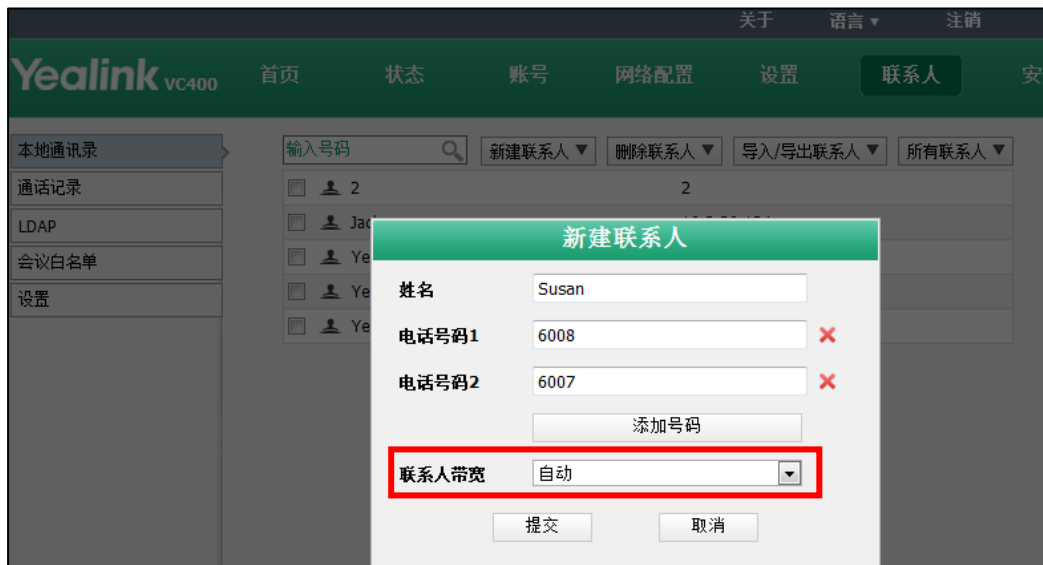 关于 语言 ▼ 注销
Yealink VC400 首页 状态 账号 网络配置 设置 联系人 安
本地通讯录
通话记录
LDAP
会议白名单
设置
输入号码 新建联系人 ▼ 删除联系人 ▼ 导入/导出联系人 ▼ 所有联系人 ▼
2 2
Jac
Ye
Ye
Ye
新建联系人
姓名 Susan
电话号码1 6008
电话号码2 6007
添加号码
联系人带宽 自动
提交 取消